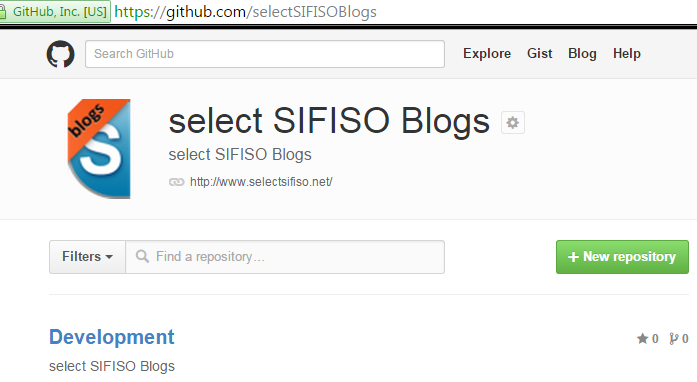 GitHub, Inc. [US] https://github.com/selectSIFISOBlogs
Search GitHub Explore Gist Blog Help
blogs
S
select SIFISO Blogs
select SIFISO Blogs
http://www.selectsifiso.net/
Filters Find a repository… New repository
Development 0 0
select SIFISO Blogs